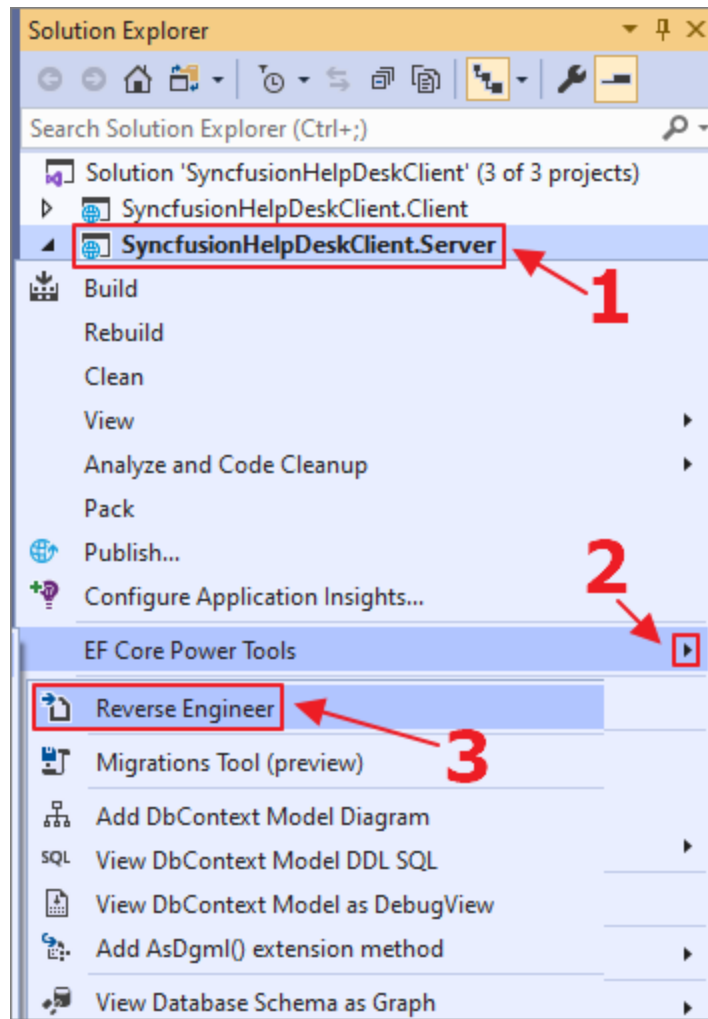 Solution Explorer
Search Solution Explorer (Ctrl+;)
Solution 'SyncfusionHelpDeskClient' (3 of 3 projects)
SyncfusionHelpDeskClient.Client
SyncfusionHelpDeskClient.Server
1
Build
Rebuild
Clean
View
Analyze and Code Cleanup
Pack
Publish...
2
Configure Application Insights...
EF Core Power Tools
Reverse Engineer
3
Migrations Tool (preview)
Add DbContext Model Diagram
SQL View DbContext Model DDL SQL
View DbContext Model as DebugView
Add AsDgml() extension method
View Database Schema as Graph